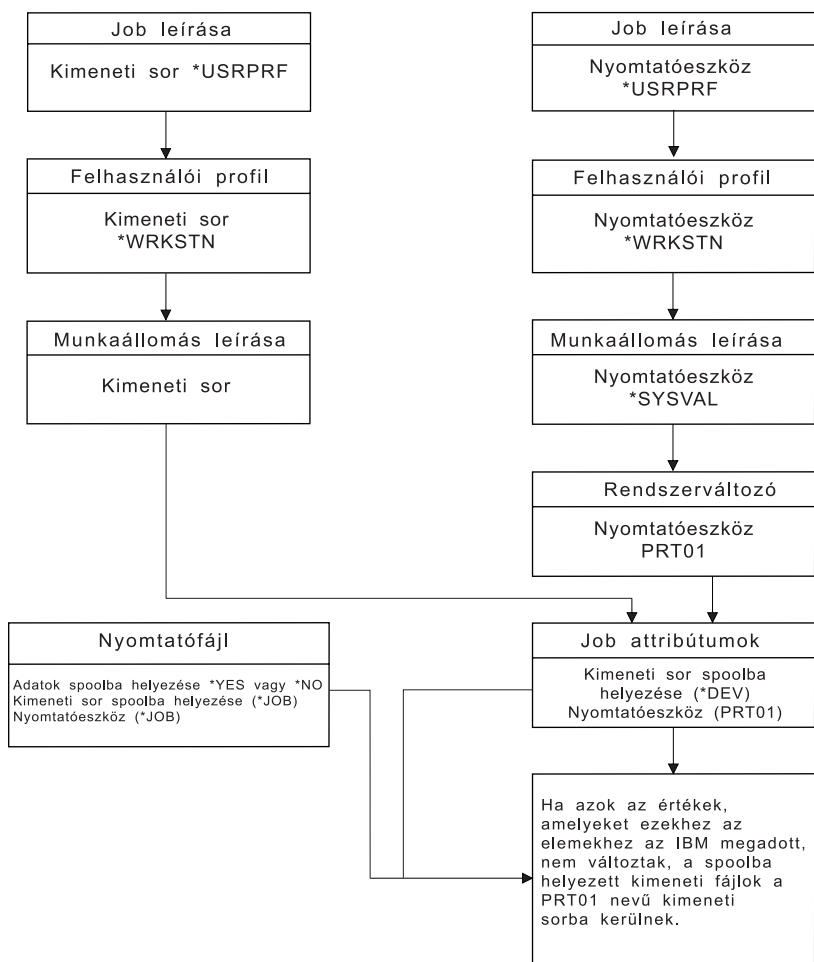 Job leírása
Kimeneti sor *USRPRF
Felhasználói profil
Kimeneti sor
*WRKSTN
Munkaállomás leírása
Kimeneti sor
Job leírása
Nyomtatóeszköz
*USRPRF
Felhasználói profil
Nyomtatóeszköz
*WRKSTN
Munkaállomás leírása
Nyomtatóeszköz
*SYSVAL
Rendszerváltozó
Nyomtatóeszköz
PRT01
Nyomtatófájl
Adatok spoolba helyezése *YES vagy *NO
Kimeneti sor spoolba helyezése (*JOB)
Nyomtatóeszköz (*JOB)
Job attribútumok
Kimeneti sor spoolba
helyezése (*DEV)
Nyomtatóeszköz (PRT01)
Ha azok az értékek,
amelyeket ezekhez az
elemekhez az IBM megadott,
nem változtak, a spoolba
helyezett kimeneti fájlok a
PRT01 nevű kimeneti
sorba kerülnek.